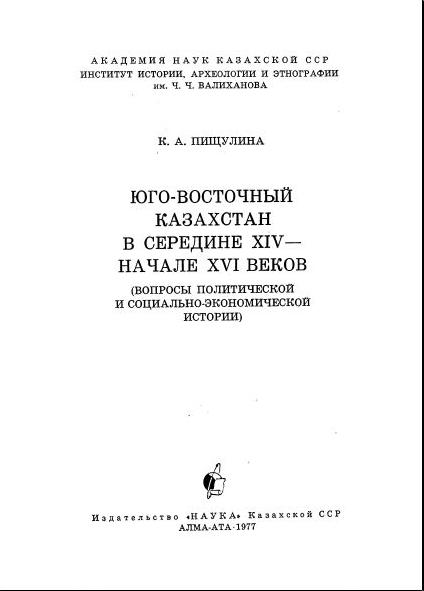 АКАДЕМИЯ НАУК КАЗАХСКОЙ ССР
ИНСТИТУТ ИСТОРИИ, АРХЕОЛОГИИ И ЭТНОГРАФИИ
им. Ч. Ч. ВАЛИХАНОВА
К. А. ПИЩУЛИНА
ЮГО-ВОСТОЧНЫЙ
КАЗАХСТАН
В СЕРЕДИНЕ XIV—
НАЧАЛЕ XVI ВЕКОВ
(ВОПРОСЫ ПОЛИТИЧЕСКОЙ
И СОЦИАЛЬНО-ЭКОНОМИЧЕСКОЙ
ИСТОРИИ)
Издательство «НАУКА» Казахской ССР
АЛМА-АТА·1977